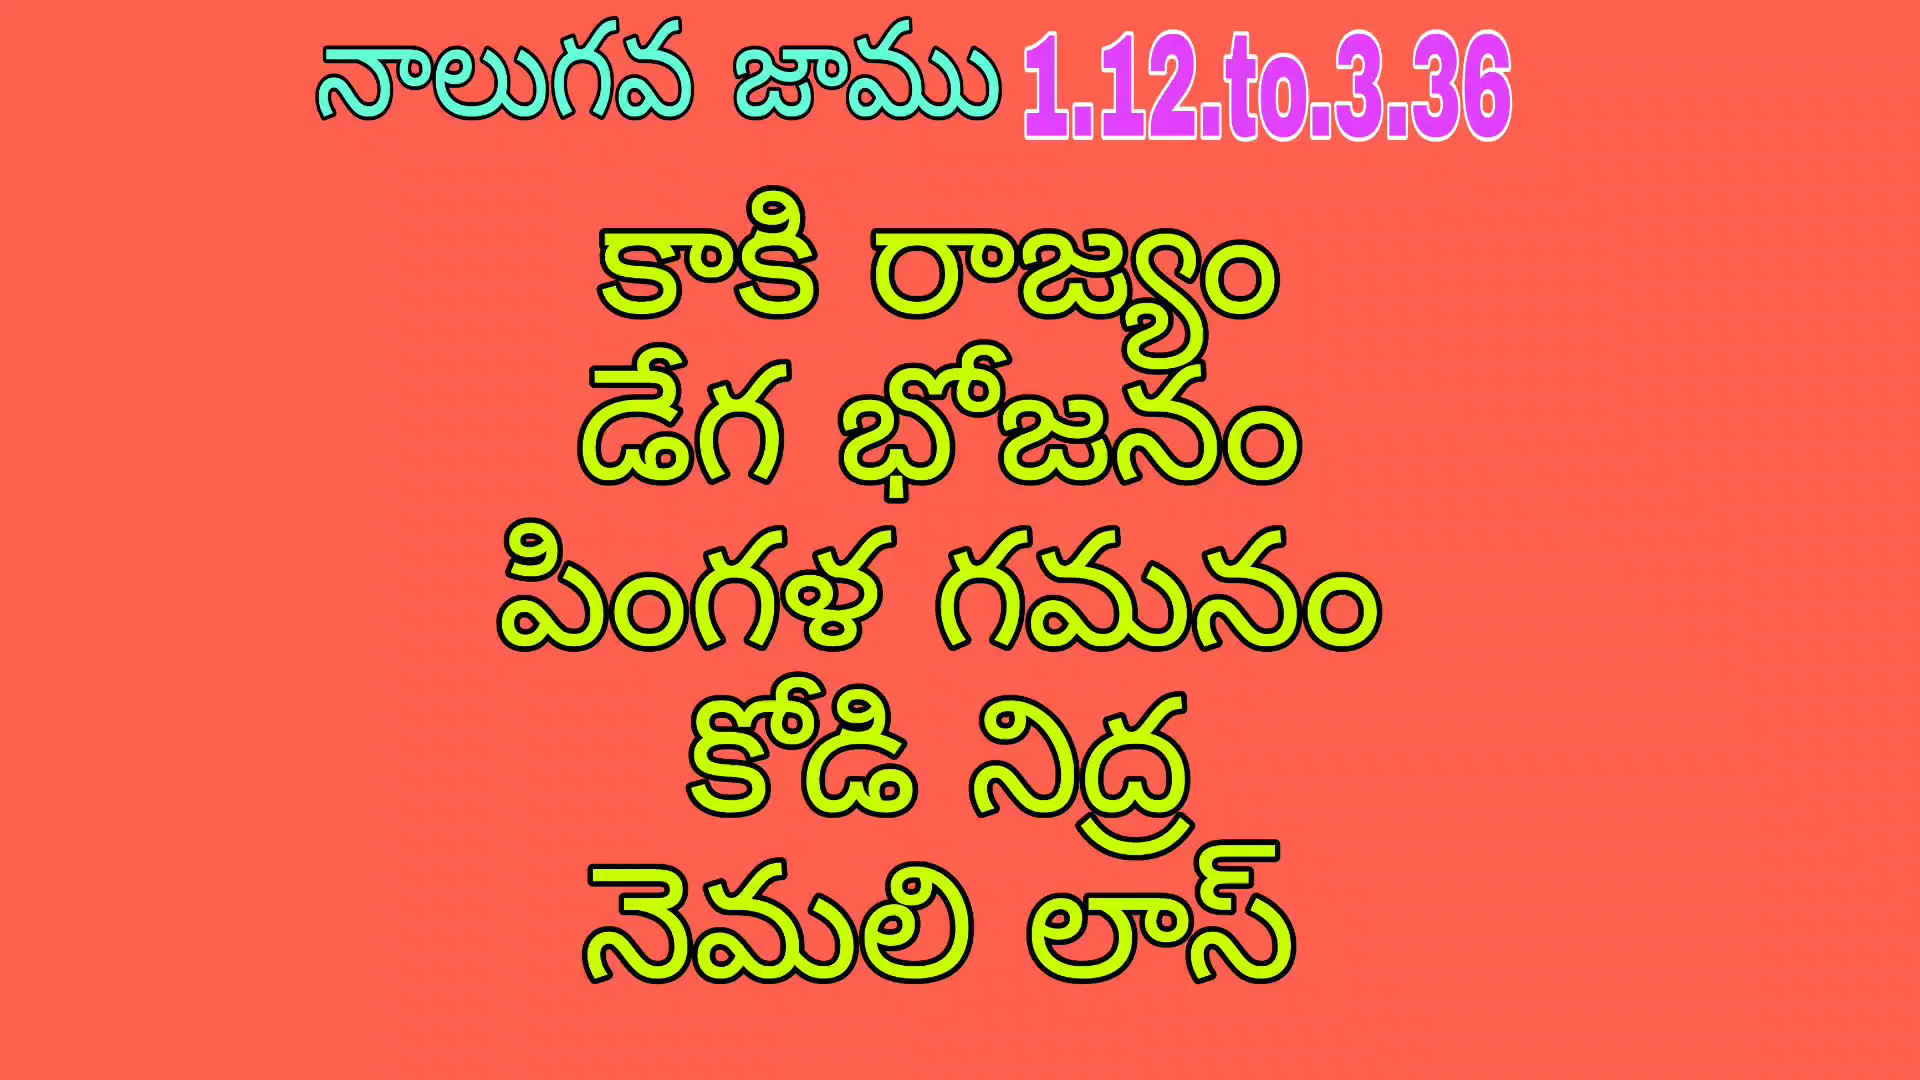 నాలుగవ జాము 1.12.to.3.36
కాకి రాజ్యం
డేగ భోజనం
పింగళ గమనం
కోడి నిద్ర
నెమలి లాస్